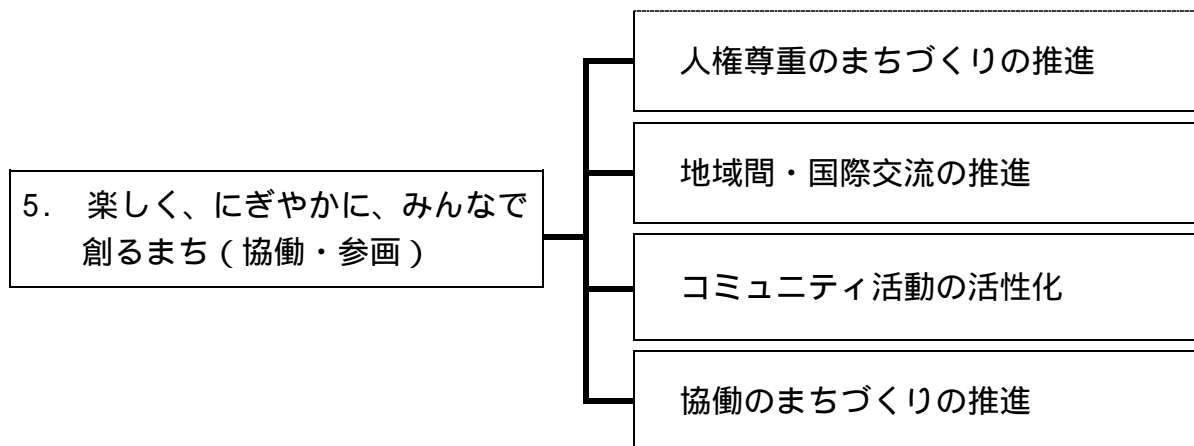 人権尊重のまちづくりの推進
地域間・国際交流の推進
5. 楽しく、にぎやかに、みんなで
創るまち(協働・参画)
コミュニティ活動の活性化
協働のまちづくりの推進